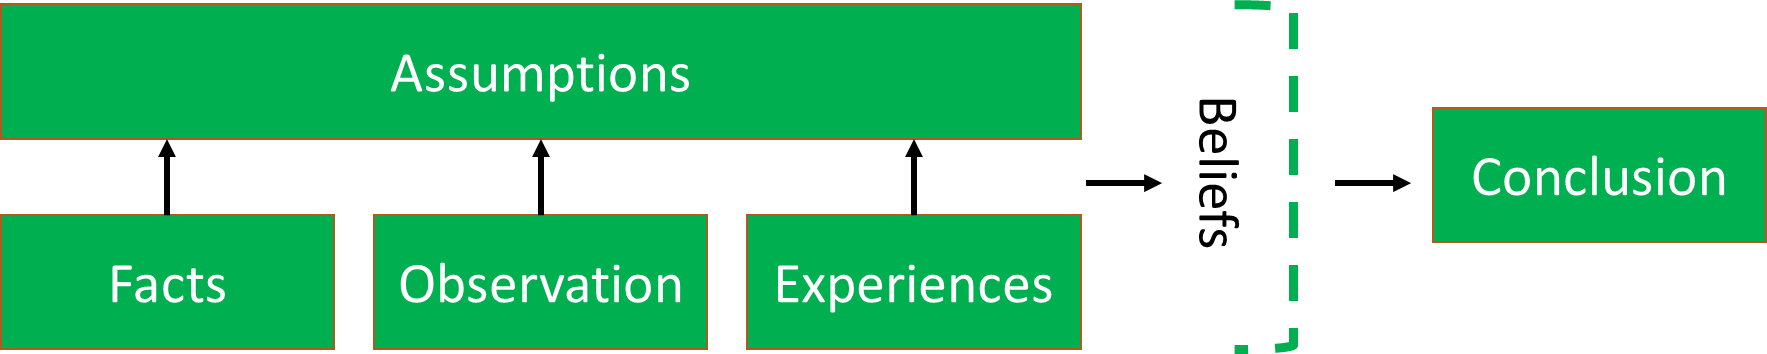 Assumptions
Facts
Observation
Experiences
Beliefs
Conclusion